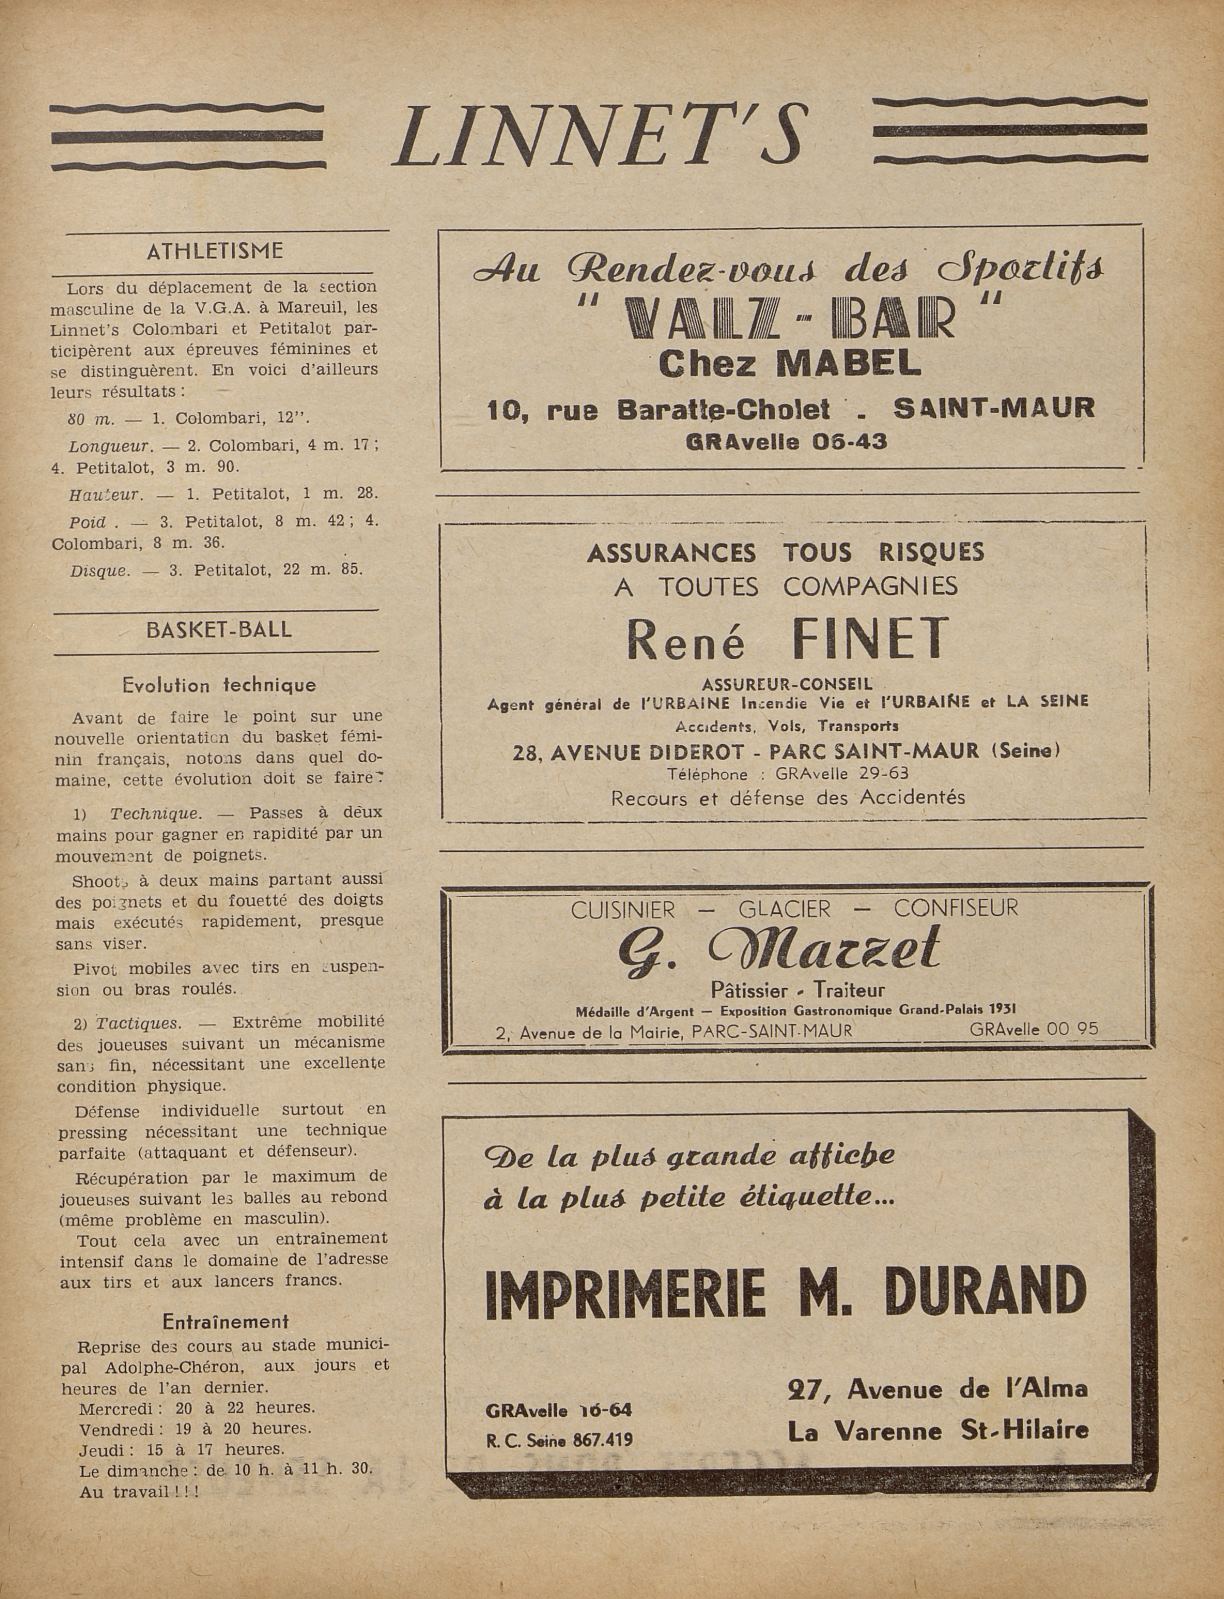 LINNET'S
ATHLETISME
Lors du déplacement de la section
masculine de la V.G.A. à Mareuil, les
Linnet's Colombari et Petitalot par-
ticipèrent aux épreuves féminines et
se distinguèrent. En voici d'ailleurs
leurs résultats :
80 m. — 1. Colombari, 12".
Longueur. — 2. Colombari, 4 m. 17 ;
4. Petitalot, 3 m. 90.
Hauteur. — 1. Petitalot, 1 m. 28.
Poid . — 3. Petitalot, 8 m. 42 ; 4.
Colombari, 8 m. 36.
Disque. — 3. Petitalot, 22 m. 85.
BASKET-BALL
Evolution technique
Avant de faire le point sur une
nouvelle orientation du basket fémi-
nin français, notons dans quel do-
maine, cette évolution doit se faire :
1) Technique. — Passes à deux
mains pour gagner en rapidité par un
mouvement de poignets.
Shoots à deux mains partant aussi
des poignets et du fouetté des doigts
mais exécutés rapidement, presque
sans viser.
Pivot mobiles avec tirs en suspen-
sion ou bras roulés.
2) Tactiques. — Extrême mobilité
des joueuses suivant un mécanisme
sans fin, nécessitant une excellente
condition physique.
Défense individuelle surtout en
pressing nécessitant une technique
parfaite (attaquant et défenseur).
Récupération par le maximum de
joueuses suivant les balles au rebond
(même problème en masculin).
Tout cela avec un entraînement
intensif dans le domaine de l'adresse
aux tirs et aux lancers francs.
Entraînement
Reprise des cours au stade munici-
pal Adolphe-Chéron, aux jours et
heures de l'an dernier.
Mercredi : 20 à 22 heures.
Vendredi : 19 à 20 heures.
Jeudi : 15 à 17 heures.
Le dimanche : de 10 h. à 11 h. 30.
Au travail ! ! !
Au Rendez-vous des Sportifs
" VALZ - BAR "
Chez MABEL
10, rue Baratte-Cholet . SAINT-MAUR
GRAvelle 06-43
ASSURANCES TOUS RISQUES
A TOUTES COMPAGNIES
René FINET
ASSUREUR-CONSEIL
Agent général de l'URBAINE Incendie Vie et l'URBAINE et LA SEINE
Accidents, Vols, Transports
28, AVENUE DIDEROT - PARC SAINT-MAUR (Seine)
Téléphone : GRAvelle 29-63
Recours et défense des Accidentés
CUISINIER — GLACIER — CONFISEUR
G. Marzet
Pâtissier - Traiteur
Médaille d'Argent — Exposition Gastronomique Grand-Palais 1931
2, Avenue de la Mairie, PARC-SAINT-MAUR GRAvelle 00 95
De la plus grande affiche
à la plus petite étiquette...
IMPRIMERIE M. DURAND
27, Avenue de l'Alma
GRAvelle 16-64
La Varenne St-Hilaire
R. C. Seine 867.419